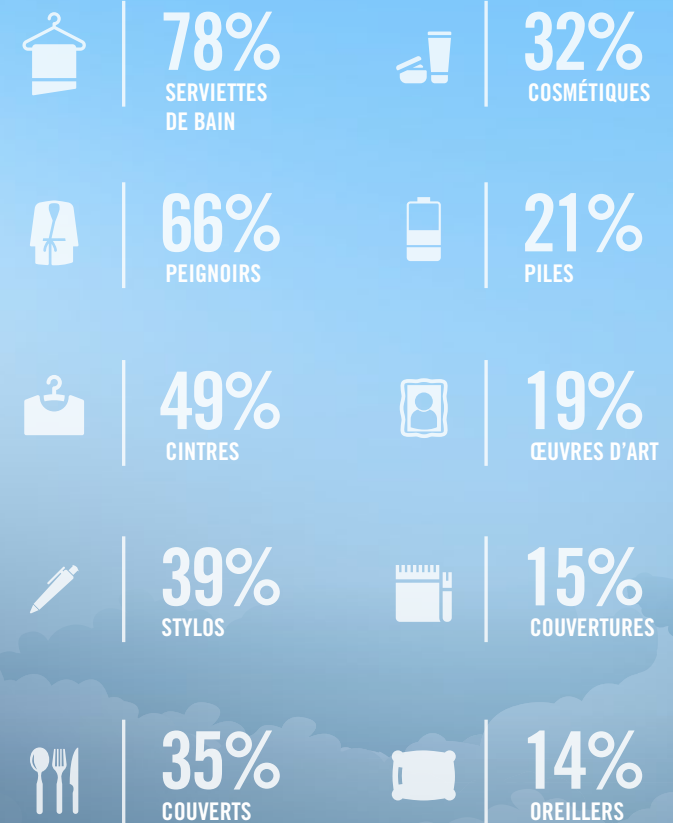 78%
SERVIETTES
DE BAIN
32%
COSMÉTIQUES
66%
PEIGNOIRS
21%
PILES
49%
CINTRES
19%
ŒUVRES D'ART
39%
STYLOS
15%
COUVERTURES
35%
COUVERTS
14%
OREILLERS